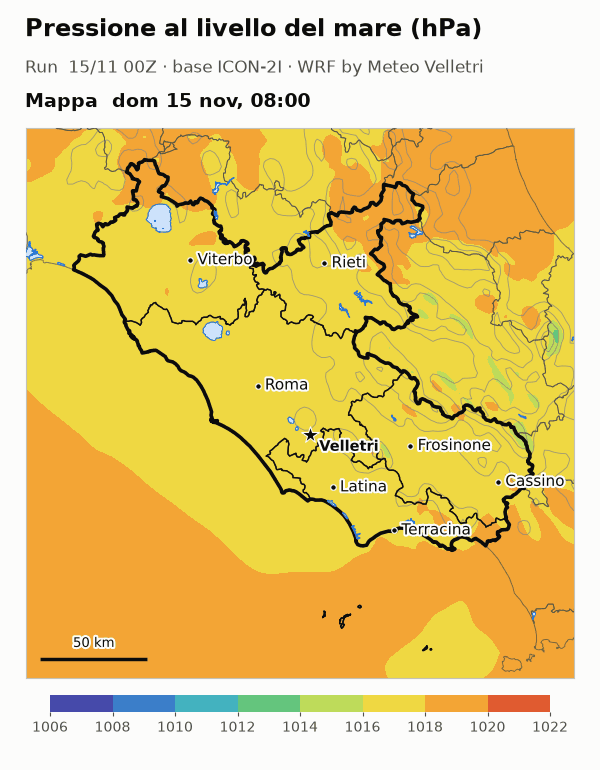 Pressione al livello del mare (hPa)
Run  15/11 00Z · base ICON-2I · WRF by Meteo Velletri
Mappa  dom 15 nov, 08:00
Viterbo
Rieti
Roma
Velletri
Frosinone
Cassino
Latina
Terracina
50 km
1006 1008 1010 1012 1014 1016 1018 1020 1022